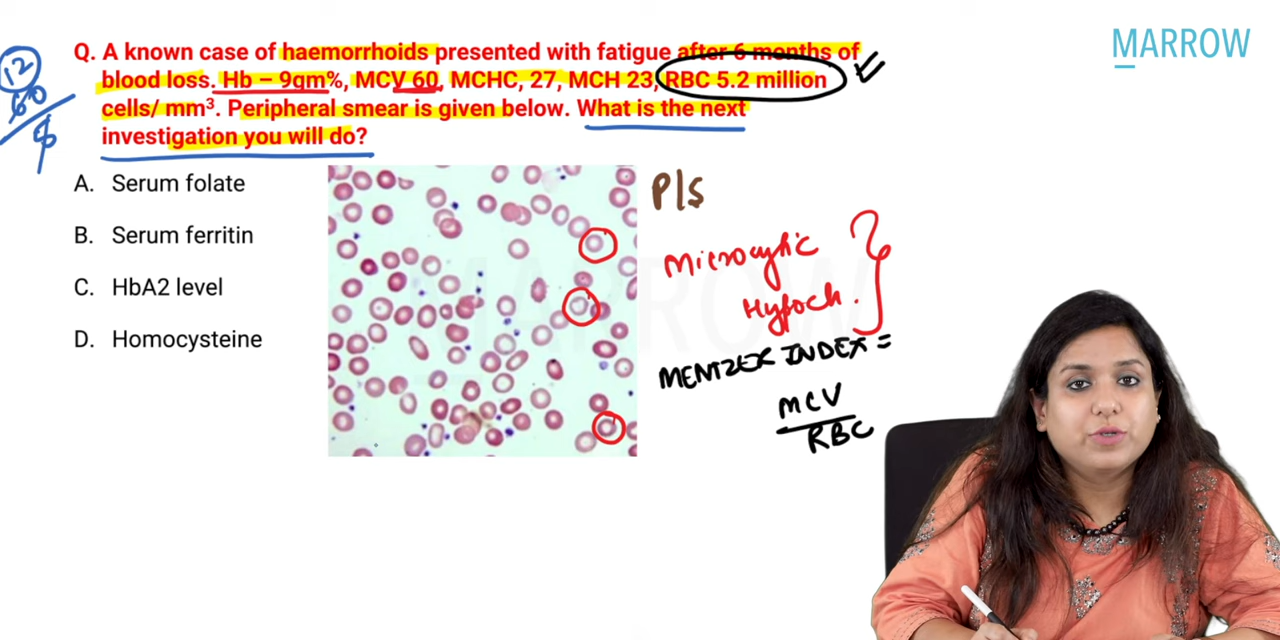 MARROW
Q. A known case of haemorrhoids presented with fatigue after 6 months of
blood loss. Hb – 9gm%, MCV 60, MCHC, 27, MCH 23, RBC 5.2 million
cells/ mm³. Peripheral smear is given below. What is the next
investigation you will do?
12
60
A. Serum folate
B. Serum ferritin
C. HbA2 level
D. Homocysteine
P/S
Microcytic
Hypoch.
MENTZER INDEX =
MCV
RBC
MARROW